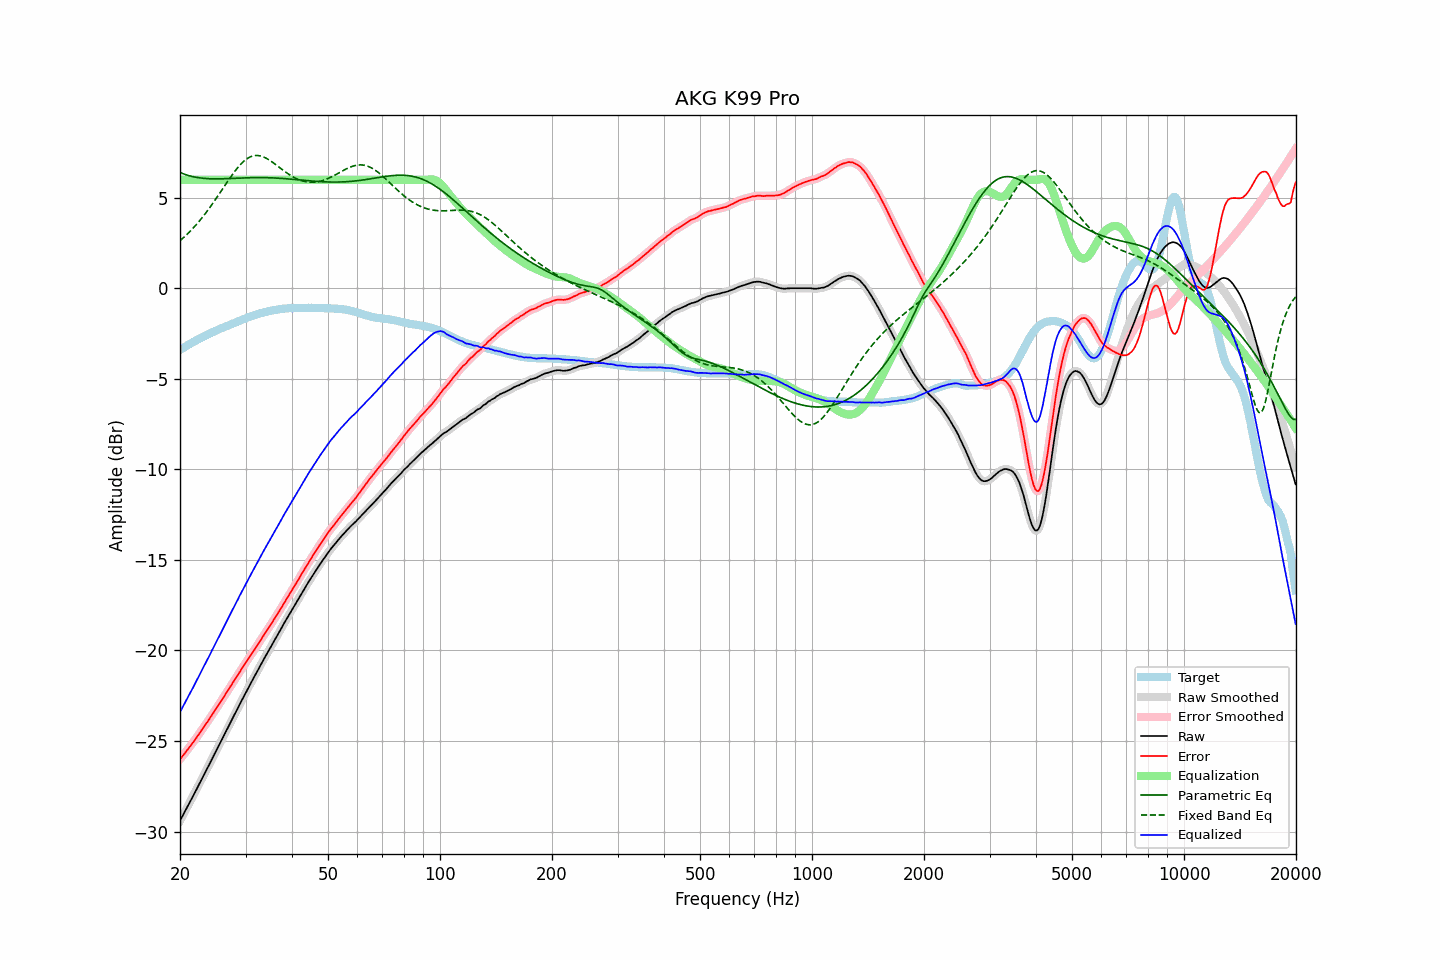 AKG K99 Pro
Amplitude (dBr)
5
0
−5
−10
−15
−20
−25
−30
20
50
100
200
500
1000
2000
5000
10000
20000
Frequency (Hz)
Target
Raw Smoothed
Error Smoothed
Raw
Error
Equalization
Parametric Eq
Fixed Band Eq
Equalized